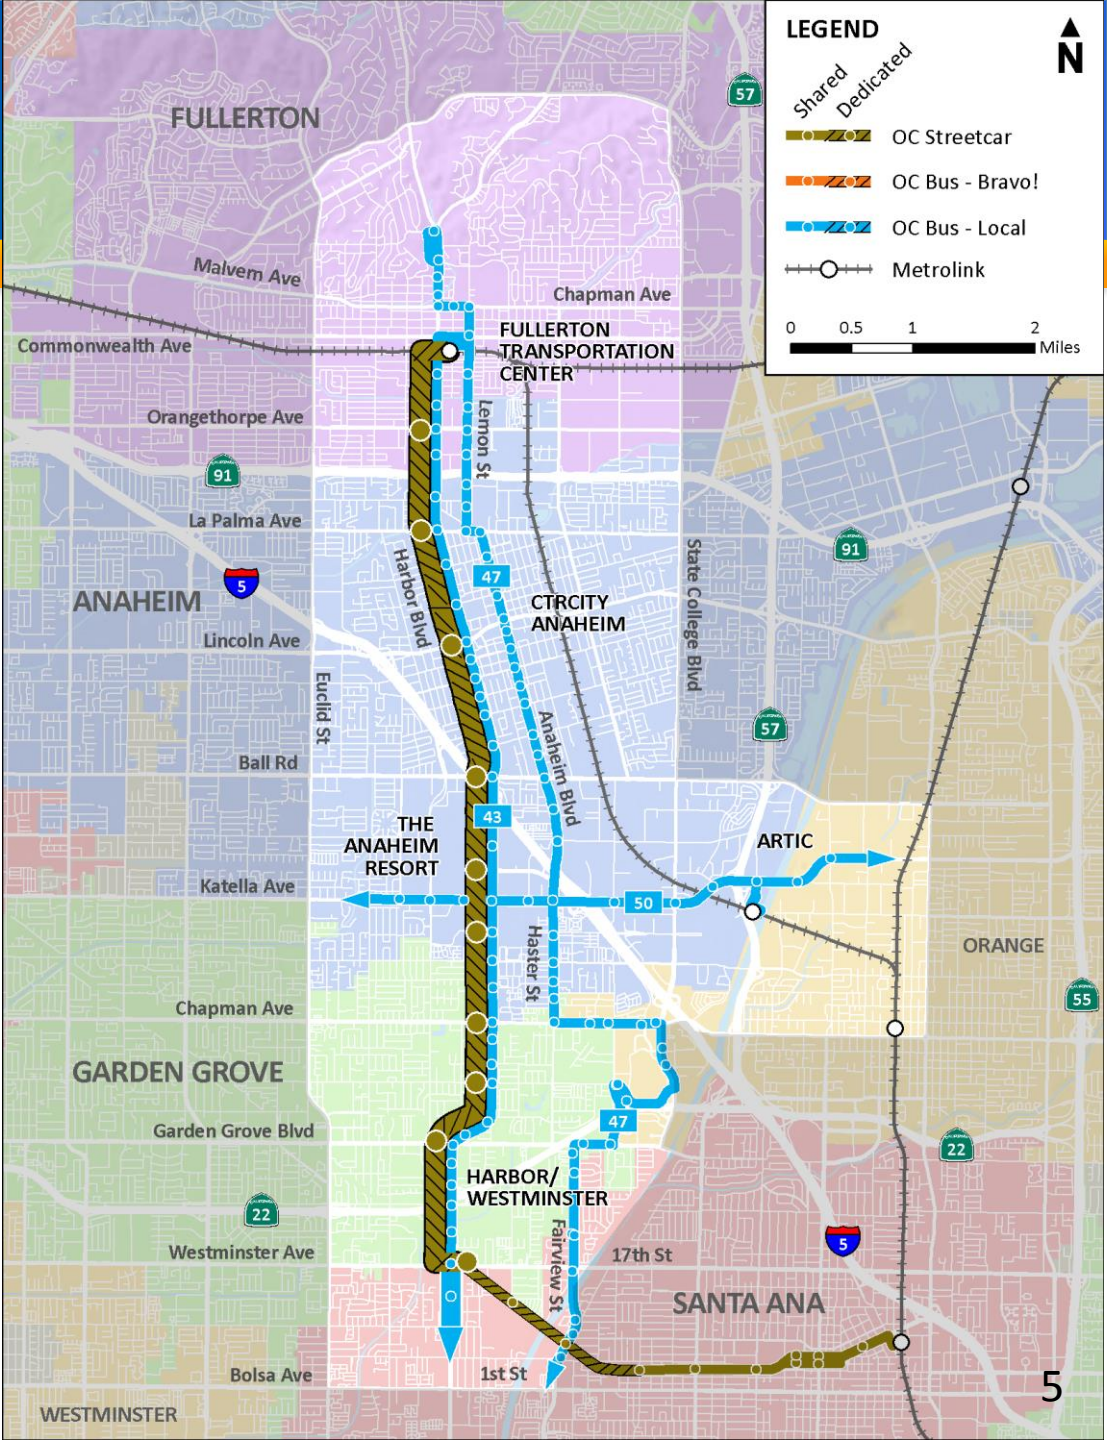 LEGEND
N
Shared
Dedicated
OC Streetcar
OC Bus - Bravo!
OC Bus - Local
Metrolink
0 0.5 1 2
Miles
57
FULLERTON
Malvern Ave
Chapman Ave
FULLERTON
TRANSPORTATION
CENTER
Commonwealth Ave
Orangethorpe Ave
Lemon St
91
La Palma Ave
91
5
Harbor Blvd
47
State College Blvd
ANAHEIM
CTRCITY
ANAHEIM
Lincoln Ave
Euclid St
57
Anaheim Blvd
Ball Rd
43
THE
ANAHEIM
RESORT
ARTIC
Katella Ave
50
Haster St
ORANGE
55
Chapman Ave
GARDEN GROVE
47
Garden Grove Blvd
22
HARBOR/
WESTMINSTER
22
Fairview St
Westminster Ave
17th St
5
SANTA ANA
Bolsa Ave
1st St
5
WESTMINSTER